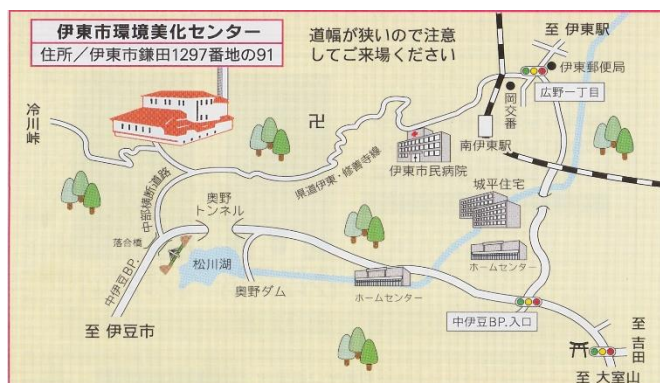 伊東市環境美化センター
住所／伊東市鎌田1297番地の91
道幅が狭いので注意
してご来場ください
至 伊東駅
伊東郵便局
広野一丁目
岡交番
南伊東駅
冷川峠
卍
伊東市民病院
県道伊東・修善寺線
城平住宅
中部横断道路
奥野
トンネル
落合橋
中伊豆BP.
松川湖
奥野ダム
ホームセンター
ホームセンター
中伊豆BP.入口
至 伊豆市
至 吉田
至 大室山